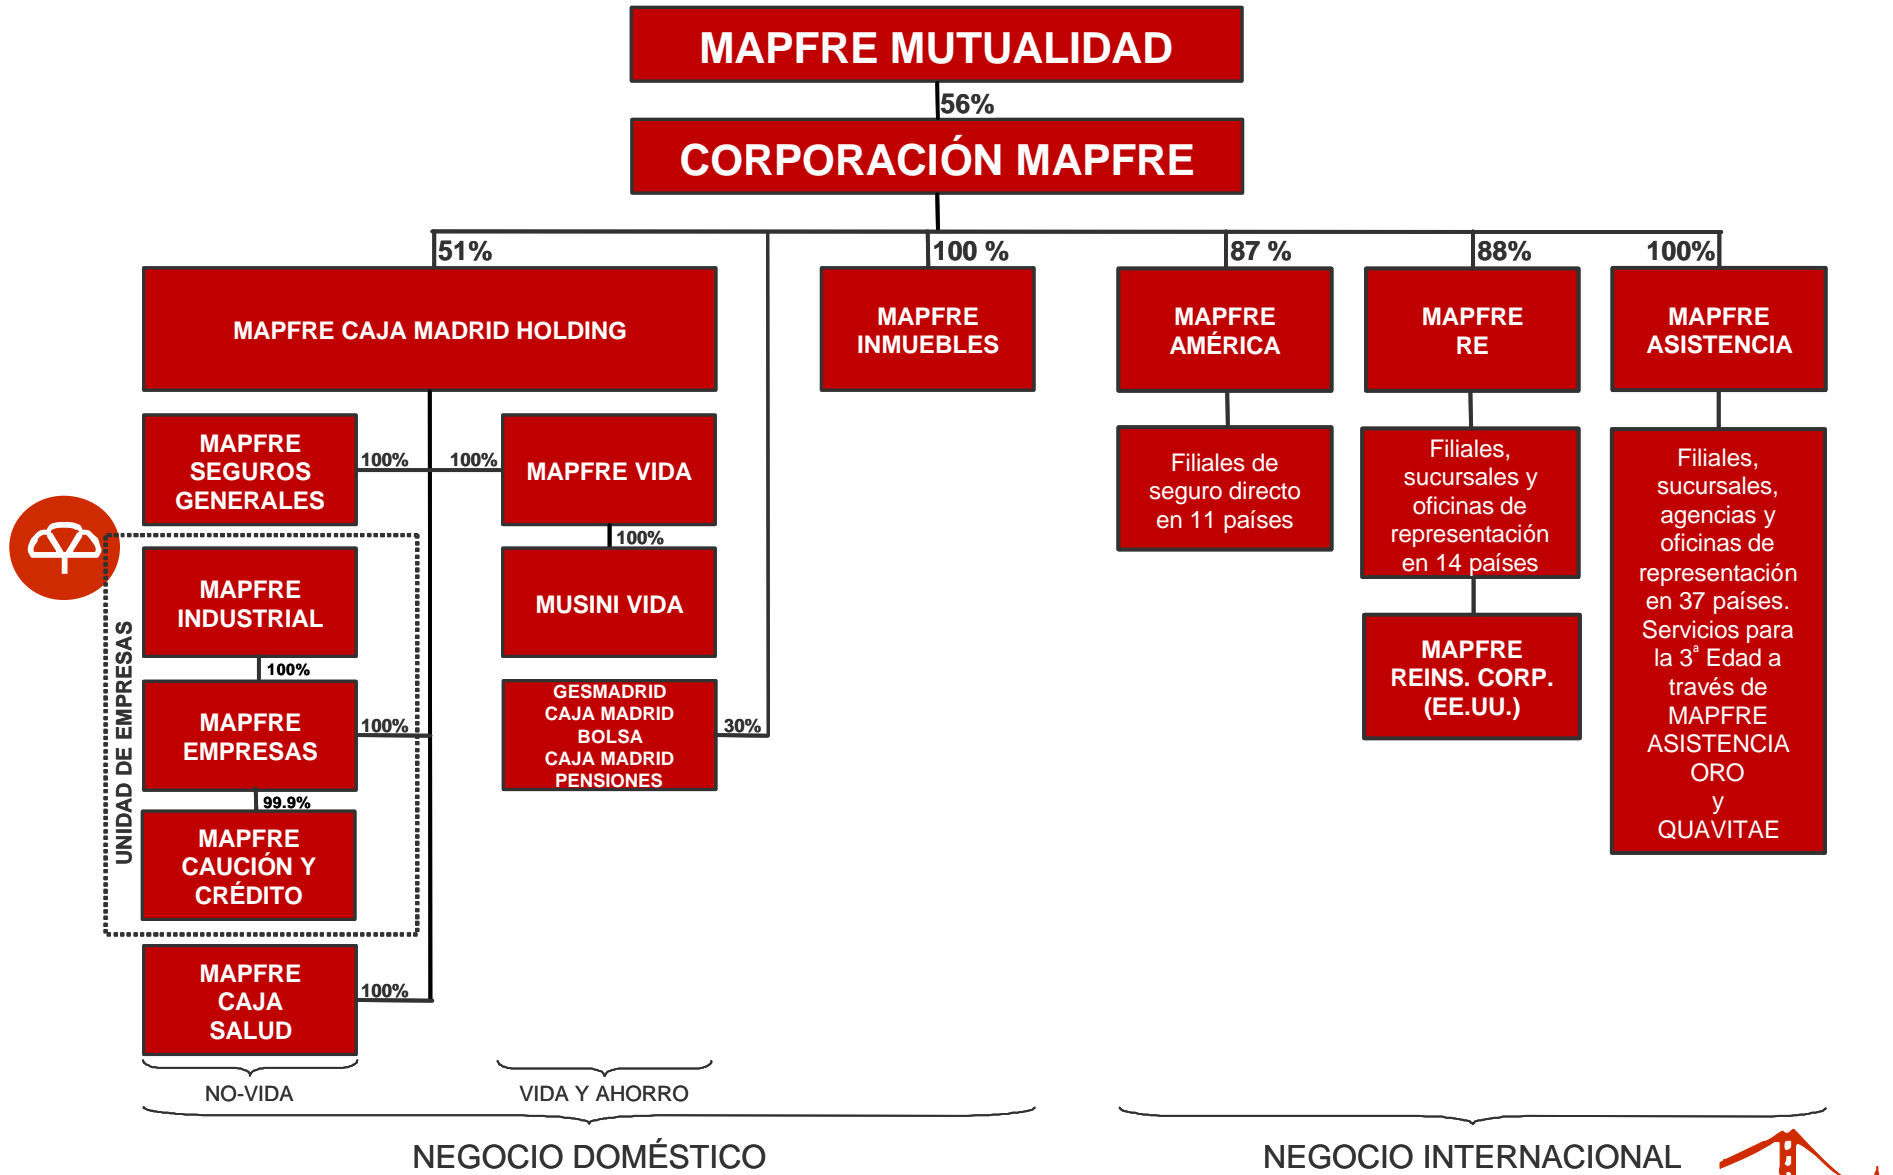 MAPFRE MUTUALIDAD
56%
CORPORACIÓN MAPFRE
51%
100 %
87 %
88%
100%
MAPFRE CAJA MADRID HOLDING
MAPFRE
INMUEBLES
MAPFRE
AMÉRICA
MAPFRE
RE
MAPFRE
ASISTENCIA
MAPFRE
SEGUROS
GENERALES
100%
100%
MAPFRE VIDA
100%
MUSINI VIDA
GESMADRID
CAJA MADRID
BOLSA
CAJA MADRID
PENSIONES
30%
UNIDAD DE EMPRESAS
MAPFRE
INDUSTRIAL
100%
MAPFRE
EMPRESAS
100%
99.9%
MAPFRE
CAUCIÓN Y
CRÉDITO
MAPFRE
CAJA
SALUD
100%
Filiales de
seguro directo
en 11 países
Filiales,
sucursales y
oficinas de
representación
en 14 países
MAPFRE
REINS. CORP.
(EE.UU.)
Filiales,
sucursales,
agencias y
oficinas de
representación
en 37 países.
Servicios para
la 3ª Edad a
través de
MAPFRE
ASISTENCIA
ORO
y
QUAVITAE
NO-VIDA
VIDA Y AHORRO
NEGOCIO DOMÉSTICO
NEGOCIO INTERNACIONAL